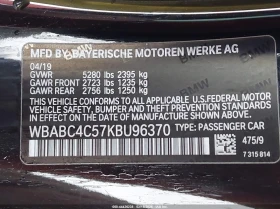 MFD BY BAYERISCHE MOTOREN WERKE AG
04/19
GVWR 5280 lbs 2395 kg
GAWR FRONT 2723 lbs 1235 kg
GAWR REAR 2756 lbs 1250 kg
THIS VEHICLE CONFORMS TO ALL APPLICABLE U.S. FEDERAL MOTOR VEHICLE
SAFETY, BUMPER AND THEFT PREVENTION STANDARDS
IN EFFECT ON THE DATE OF MANUFACTURE SHOWN ABOVE.
WBABC4C57KBU96370 TYPE: PASSENGER CAR
475/9
7 315 814